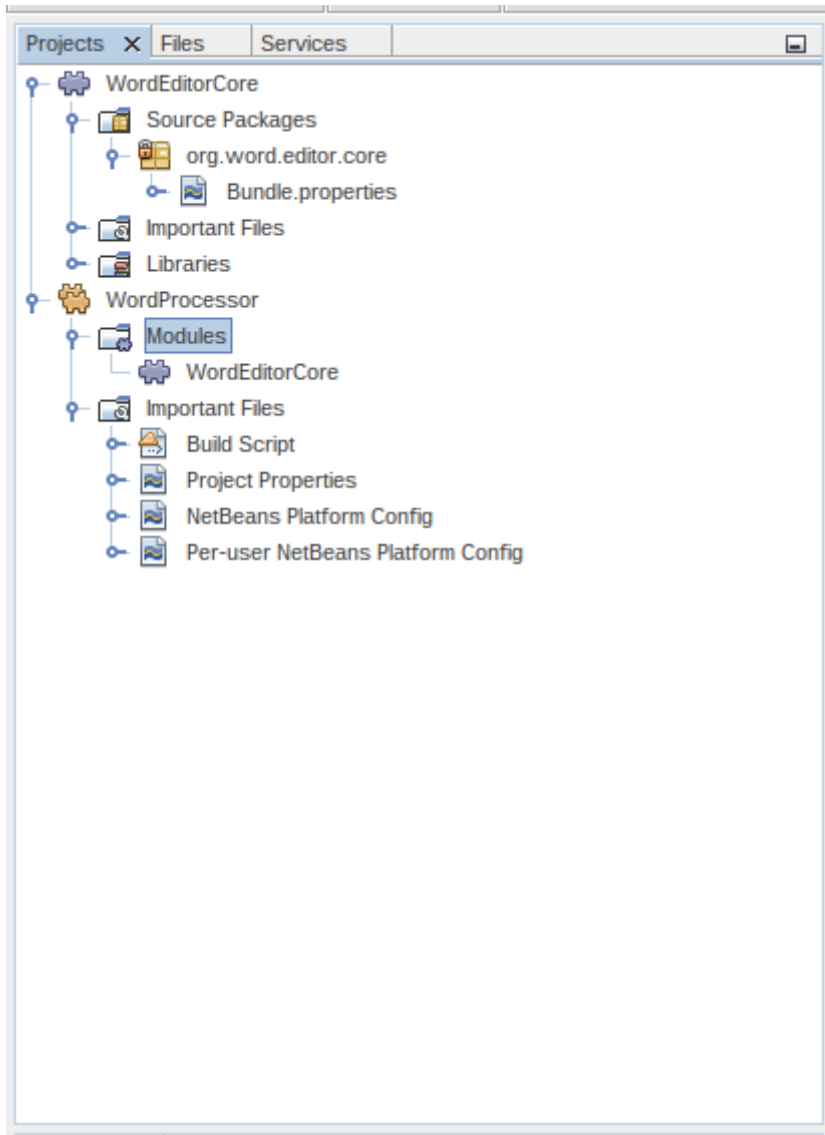 Projects Files Services
WordEditorCore
Source Packages
org.word.editor.core
Bundle.properties
Important Files
Libraries
WordProcessor
Modules
WordEditorCore
Important Files
Build Script
Project Properties
NetBeans Platform Config
Per-user NetBeans Platform Config